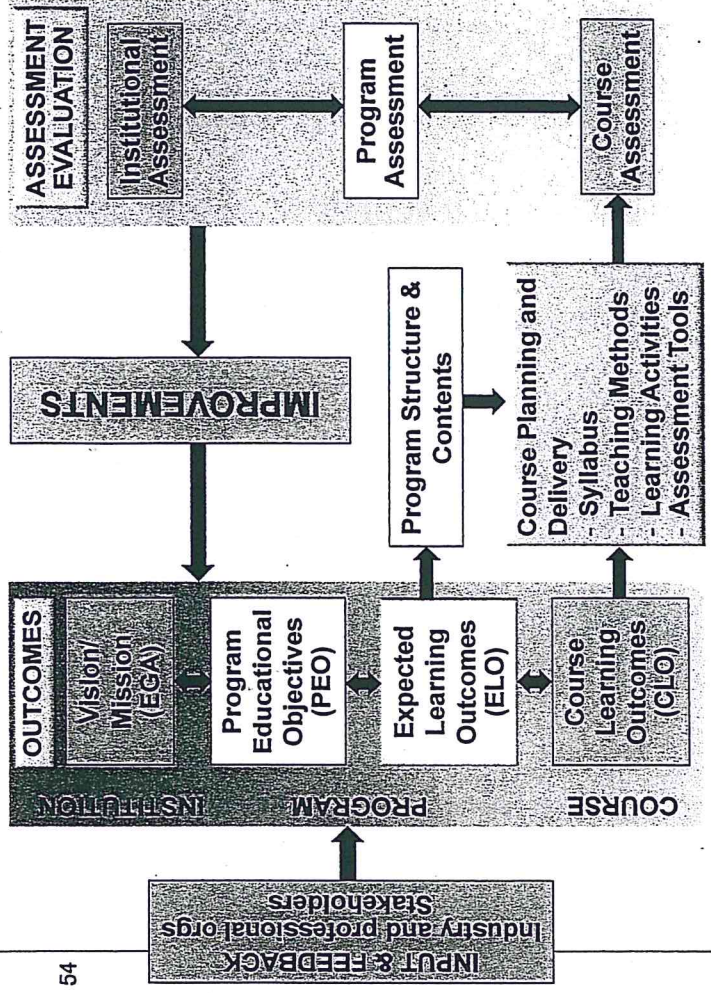 54
INPUT & FEEDBACK
Industry and professional orgs
Stakeholders
OUTCOMES
INSTITUTION
Vision/
Mission
(EGA)
PROGRAM
Program
Educational
Objectives
(PEO)
Expected
Learning
Outcomes
(ELO)
COURSE
Course
Learning
Outcomes
(CLO)
IMPROVEMENTS
Program Structure &
Contents
Course Planning and
Delivery
- Syllabus
- Teaching Methods
- Learning Activities
- Assessment Tools
ASSESSMENT
EVALUATION
Institutional
Assessment
Program
Assessment
Course
Assessment